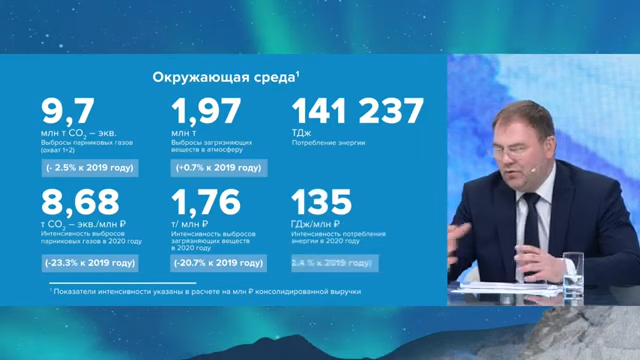 Окружающая среда¹
9,7
млн т CO₂ – экв.
Выбросы парниковых газов
(охват 1+2)
(- 2.5% к 2019 году)
1,97
млн т
Выбросы загрязняющих
веществ в атмосферу
(+0.7% к 2019 году)
141 237
ТДж
Потребление энергии
8,68
т CO₂ – экв./млн ₽
Интенсивность выбросов
парниковых газов в 2020 году
(-23.3% к 2019 году)
1,76
т/ млн ₽
Интенсивность выбросов
загрязняющих веществ
в 2020 году
(-20.7% к 2019 году)
135
ГДж/млн ₽
Интенсивность потребления
энергии в 2020 году
2.4 % к 2019 году)
¹ Показатели интенсивности указаны в расчете на млн ₽ консолидированной выручки